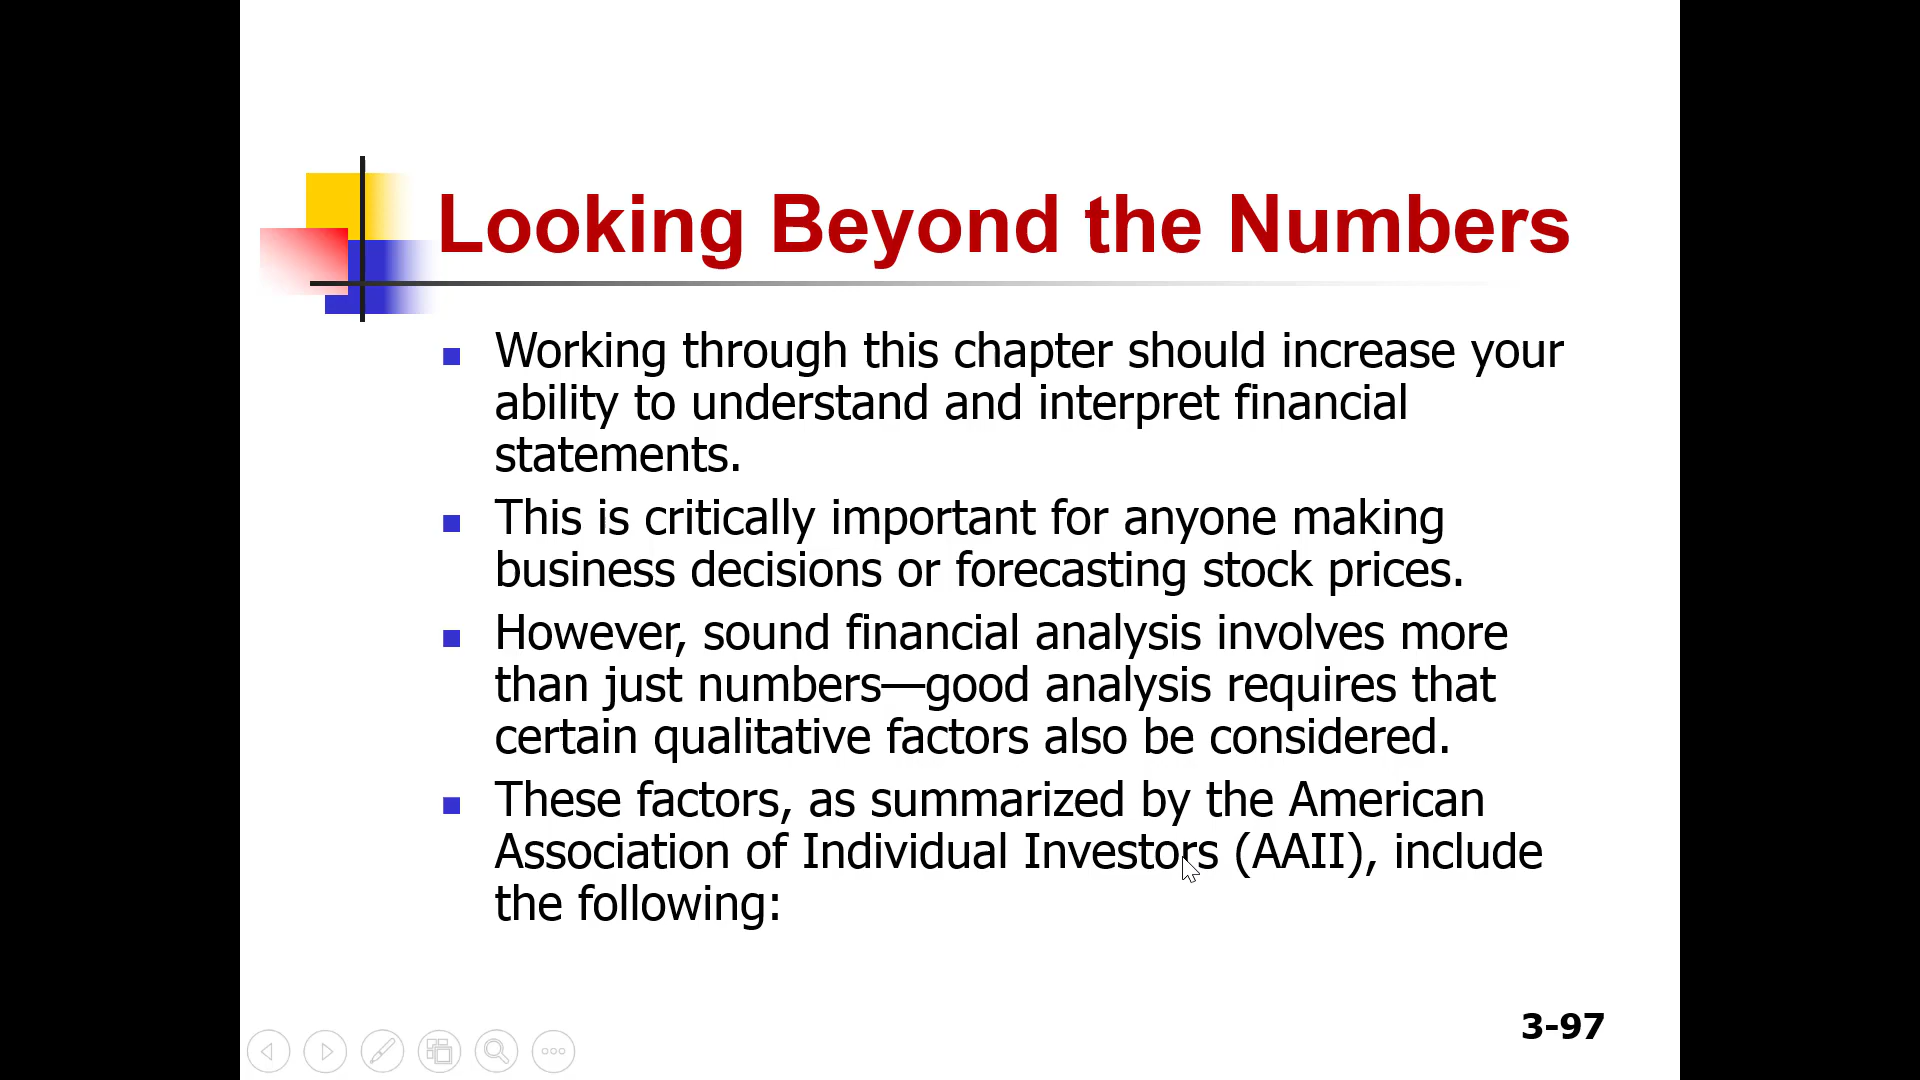 Looking Beyond the Numbers
Working through this chapter should increase your
ability to understand and interpret financial
statements.
This is critically important for anyone making
business decisions or forecasting stock prices.
However, sound financial analysis involves more
than just numbers—good analysis requires that
certain qualitative factors also be considered.
These factors, as summarized by the American
Association of Individual Investors (AAII), include
the following:
3-97